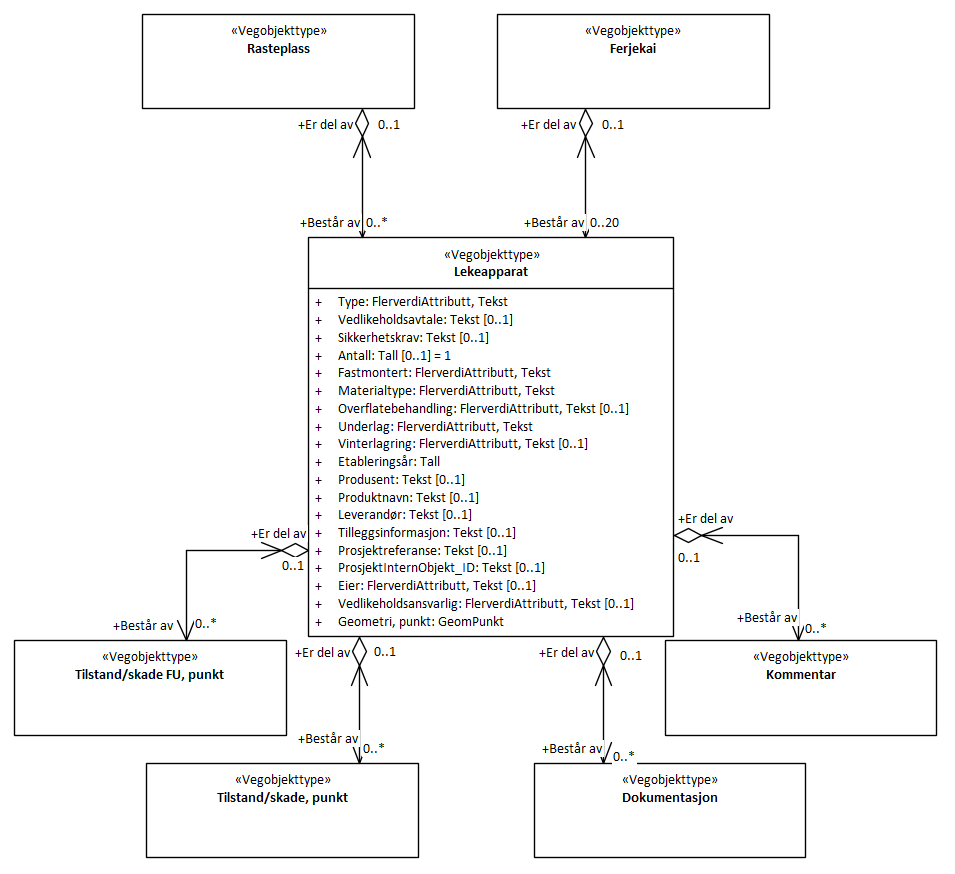 «Vegobjekttype»
Rasteplass
«Vegobjekttype»
Ferjekai
+Er del av 0..1
+Er del av 0..1
+Består av 0..*
+Består av 0..20
«Vegobjekttype»
Lekeapparat
+ Type: FlerverdiAttributt, Tekst
+ Vedlikeholdsavtale: Tekst [0..1]
+ Sikkerhetskrav: Tekst [0..1]
+ Antall: Tall [0..1] = 1
+ Fastmontert: FlerverdiAttributt, Tekst
+ Materialtype: FlerverdiAttributt, Tekst
+ Overflatebehandling: FlerverdiAttributt, Tekst [0..1]
+ Underlag: FlerverdiAttributt, Tekst
+ Vinterlagring: FlerverdiAttributt, Tekst [0..1]
+ Etableringsår: Tall
+ Produsent: Tekst [0..1]
+ Produktnavn: Tekst [0..1]
+ Leverandør: Tekst [0..1]
+ Tilleggsinformasjon: Tekst [0..1]
+ Prosjektreferanse: Tekst [0..1]
+ ProsjektInternObjekt_ID: Tekst [0..1]
+ Eier: FlerverdiAttributt, Tekst [0..1]
+ Vedlikeholdsansvarlig: FlerverdiAttributt, Tekst [0..1]
+ Geometri, punkt: GeomPunkt
+Er del av
0..1
+Er del av
0..1
+Består av 0..*
+Består av
0..*
«Vegobjekttype»
Tilstand/skade FU, punkt
+Er del av 0..1
+Er del av 0..1
«Vegobjekttype»
Kommentar
+Består av
0..*
+Består av
0..*
«Vegobjekttype»
Tilstand/skade, punkt
«Vegobjekttype»
Dokumentasjon